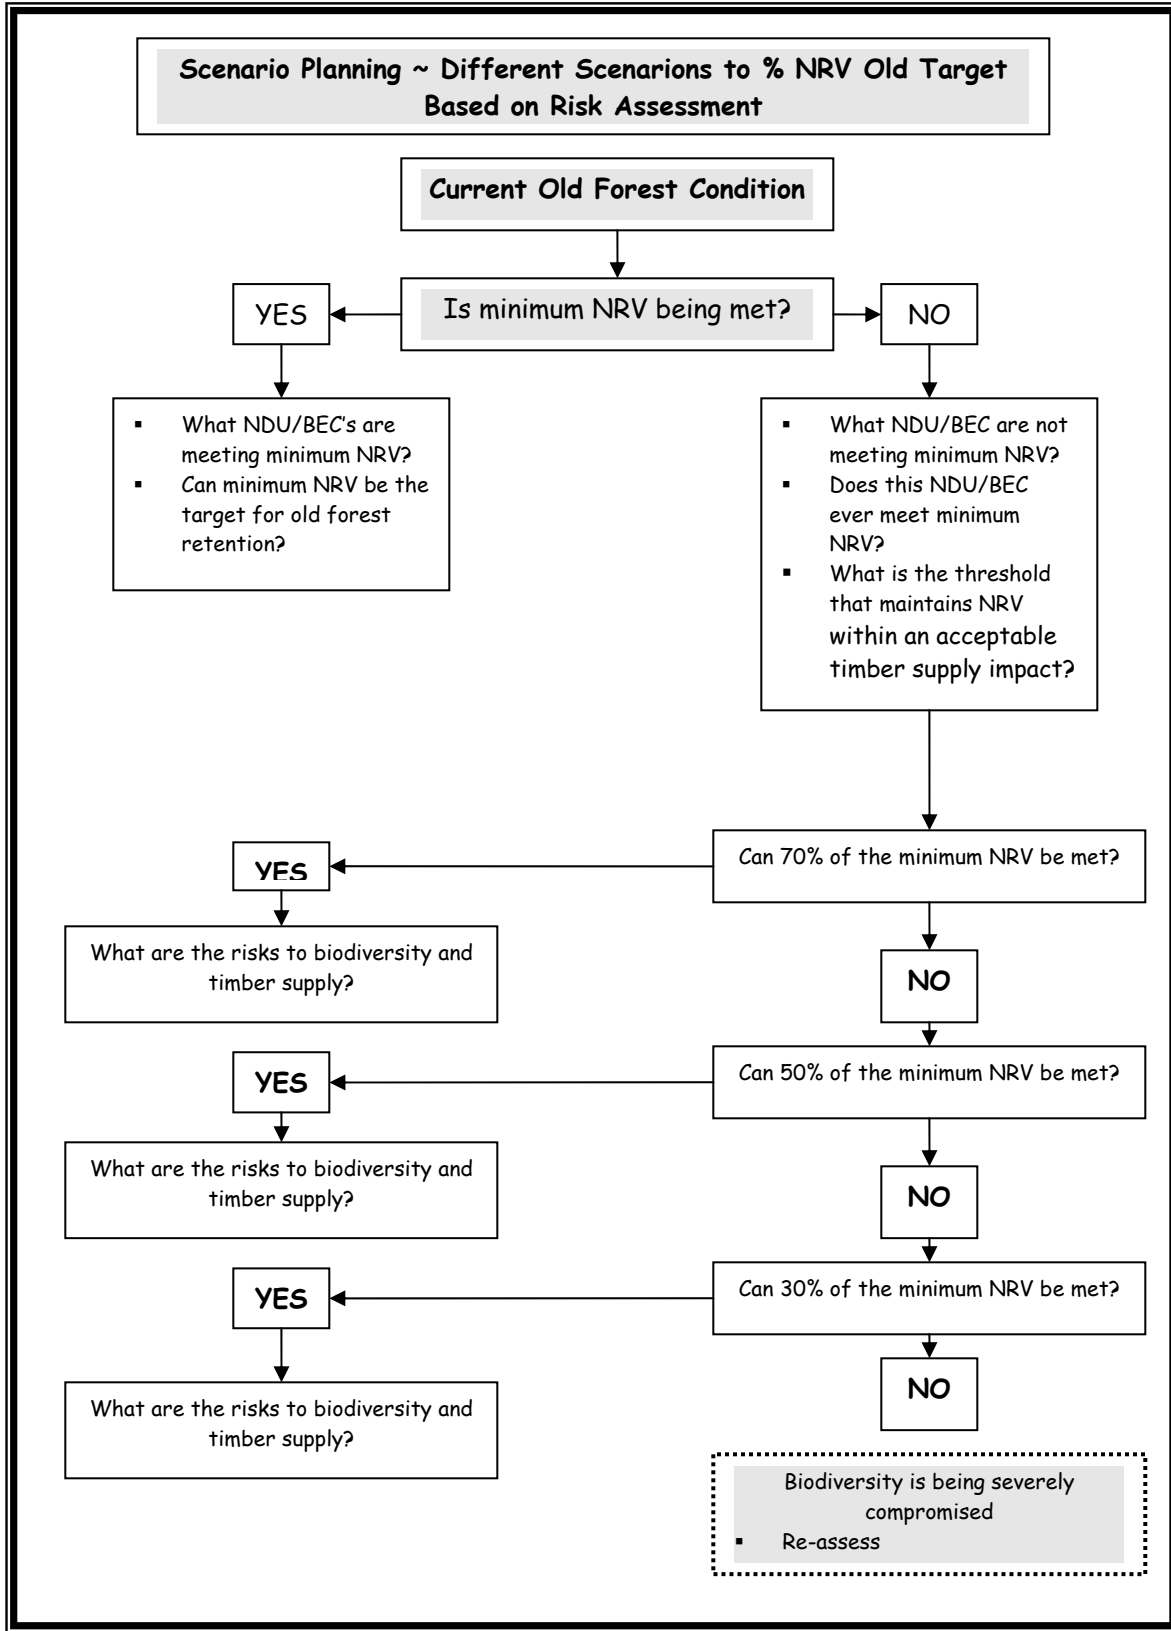 Scenario Planning ~ Different Scenarions to % NRV Old Target
Based on Risk Assessment
Current Old Forest Condition
YES
Is minimum NRV being met?
NO
▪ What NDU/BEC's are
meeting minimum NRV?
▪ Can minimum NRV be the
target for old forest
retention?
▪ What NDU/BEC are not
meeting minimum NRV?
▪ Does this NDU/BEC
ever meet minimum
NRV?
▪ What is the threshold
that maintains NRV
within an acceptable
timber supply impact?
Can 70% of the minimum NRV be met?
YES
What are the risks to biodiversity and
timber supply?
NO
Can 50% of the minimum NRV be met?
YES
What are the risks to biodiversity and
timber supply?
NO
Can 30% of the minimum NRV be met?
YES
What are the risks to biodiversity and
timber supply?
NO
Biodiversity is being severely
compromised
▪ Re-assess